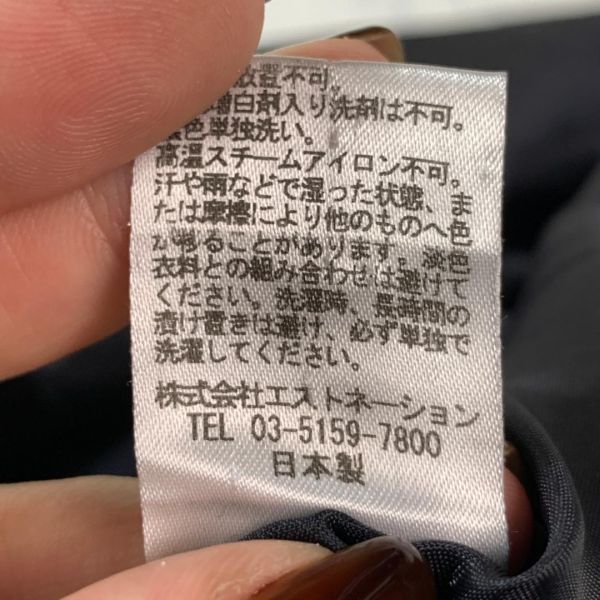 放置不可。
増白剤入り洗剤は不可。
色単独洗い。
高温スチームアイロン不可。
汗や雨などで湿った状態、ま
たは摩擦により他のものへ色
が移ることがあります。淡色
衣料との組み合わせは避けて
ください。洗濯時、長時間の
漬け置きは避け、必ず単独で
洗濯してください。
株式会社エストネーション
TEL 03-5159-7800
日本製